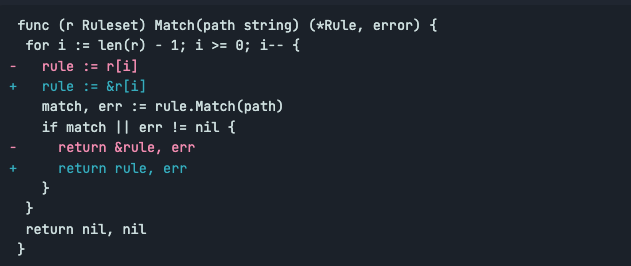 func (r Ruleset) Match(path string) (*Rule, error) {
  for i := len(r) - 1; i >= 0; i-- {
-   rule := r[i]
+   rule := &r[i]
    match, err := rule.Match(path)
    if match || err != nil {
-     return &rule, err
+     return rule, err
    }
  }
  return nil, nil
}